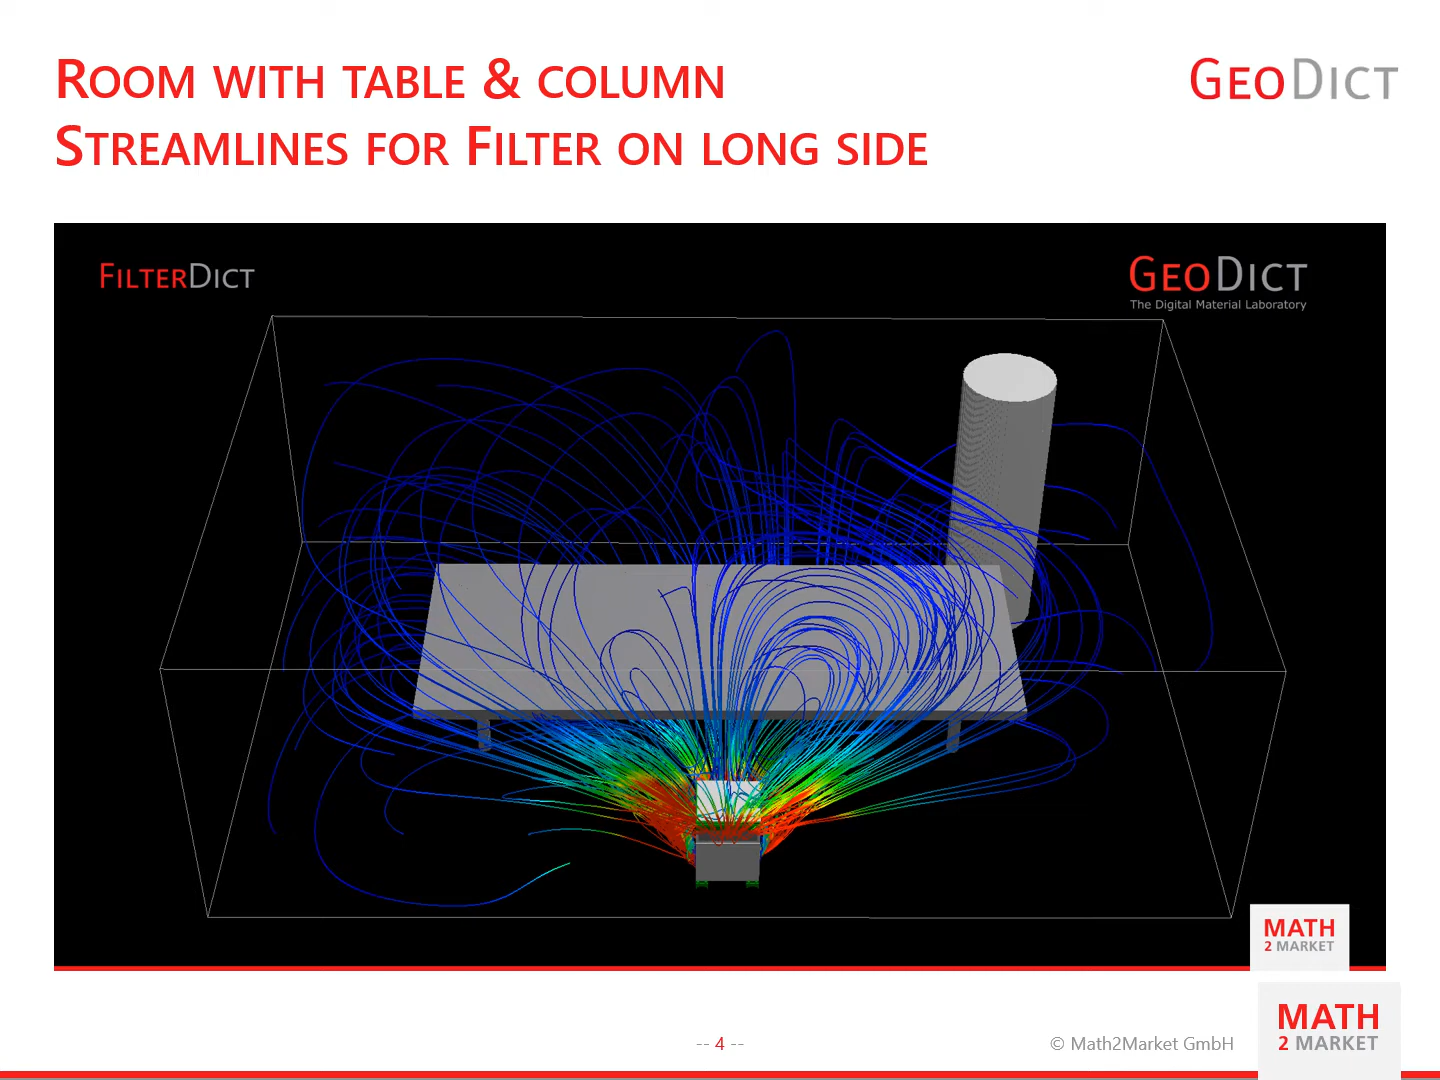 ROOM WITH TABLE & COLUMN
STREAMLINES FOR FILTER ON LONG SIDE
GEODICT
FILTERDICT
GEODICT
The Digital Material Laboratory
MATH
2 MARKET
-- 4 --
© Math2Market GmbH
MATH
2 MARKET